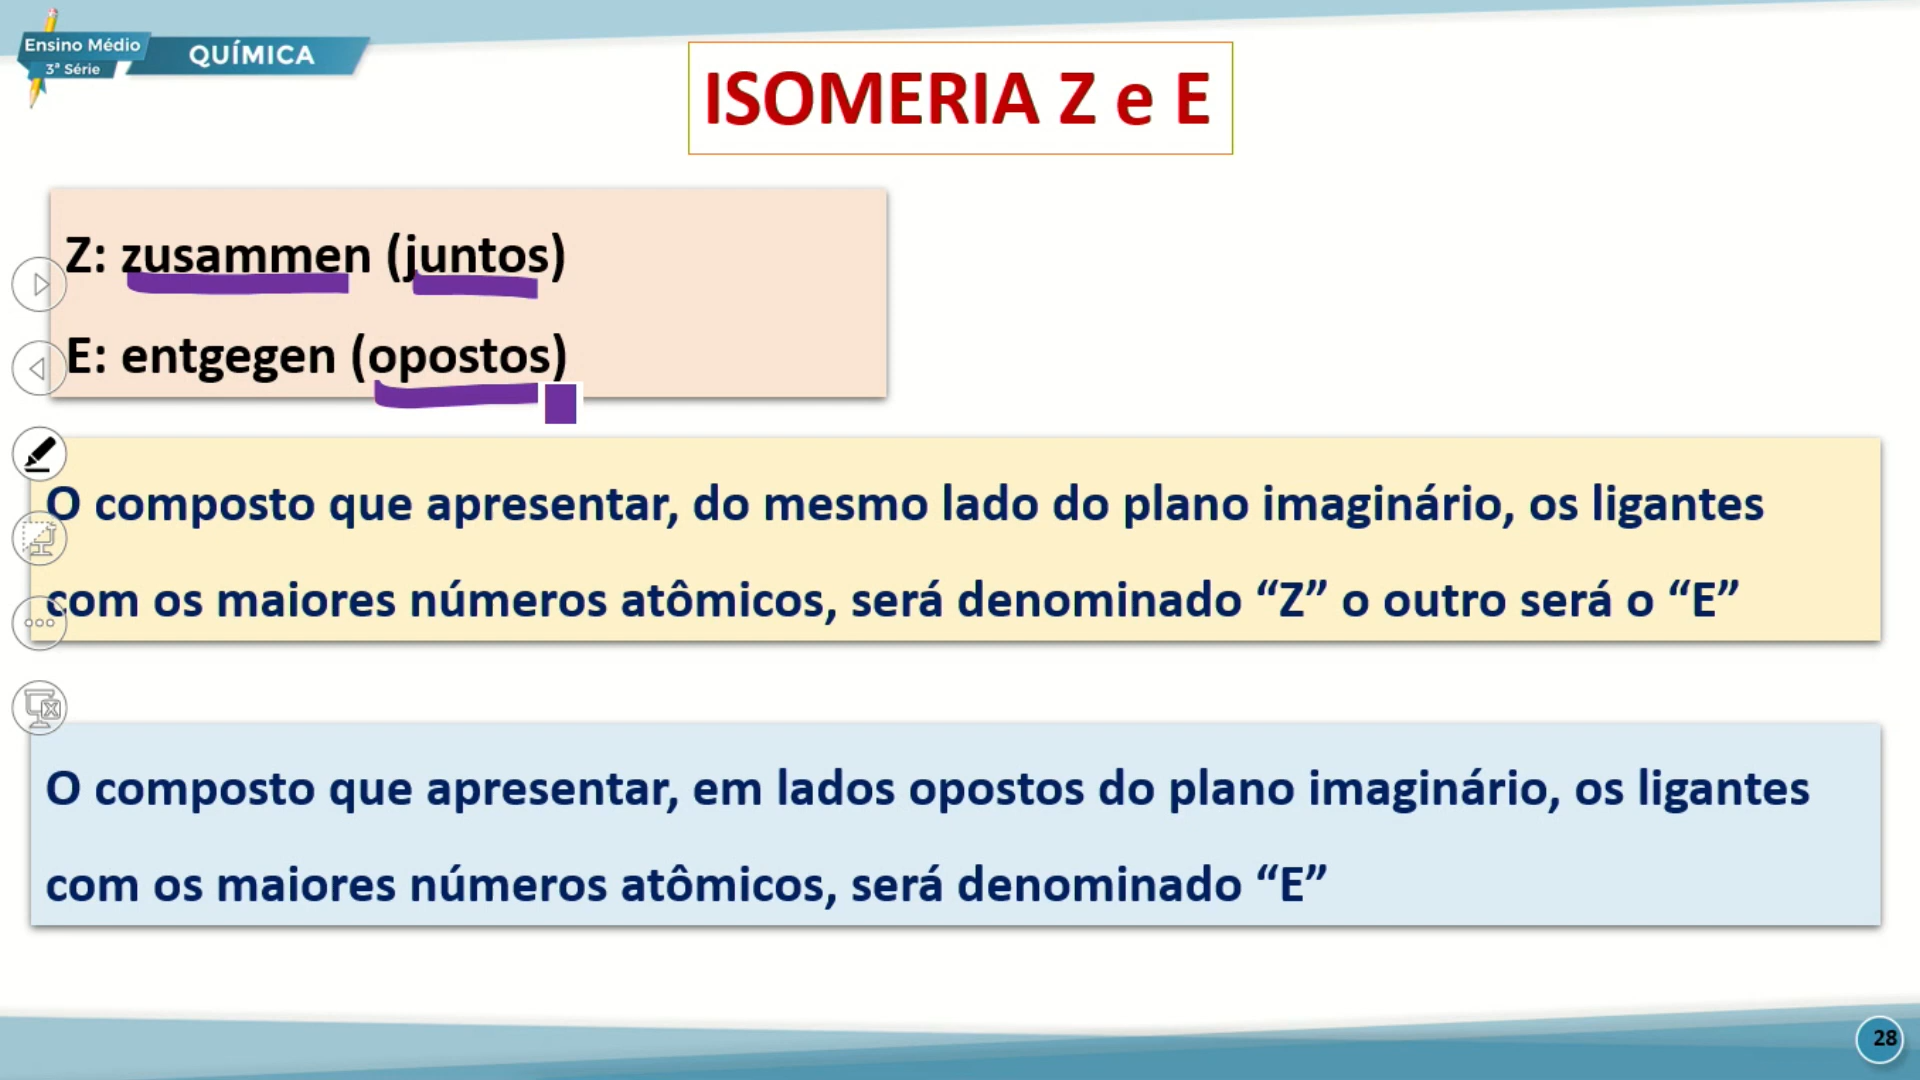 Ensino Médio
3ª Série
QUÍMICA
ISOMERIA Z e E
Z: zusammen (juntos)
E: entgegen (opostos)
O composto que apresentar, do mesmo lado do plano imaginário, os ligantes
com os maiores números atômicos, será denominado “Z” o outro será o “E”
O composto que apresentar, em lados opostos do plano imaginário, os ligantes
com os maiores números atômicos, será denominado “E”
28